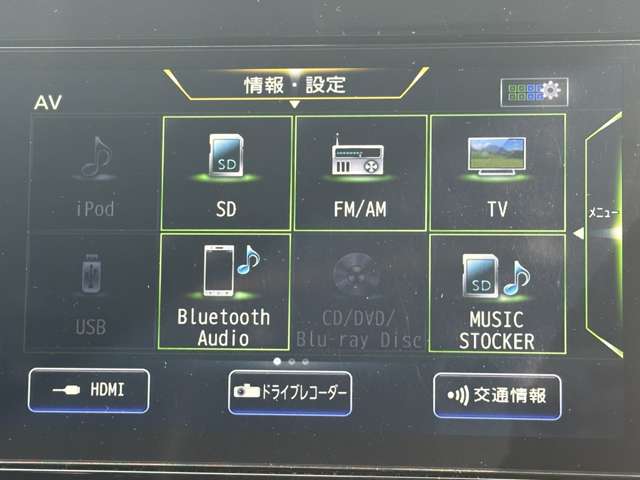 情報・設定
AV
iPod
SD
SD
FM/AM
TV
メニュー
USB
Bluetooth
Audio
CD/DVD/
Blu-ray Disc
SD
MUSIC
STOCKER
HDMI
ドライブレコーダー
交通情報